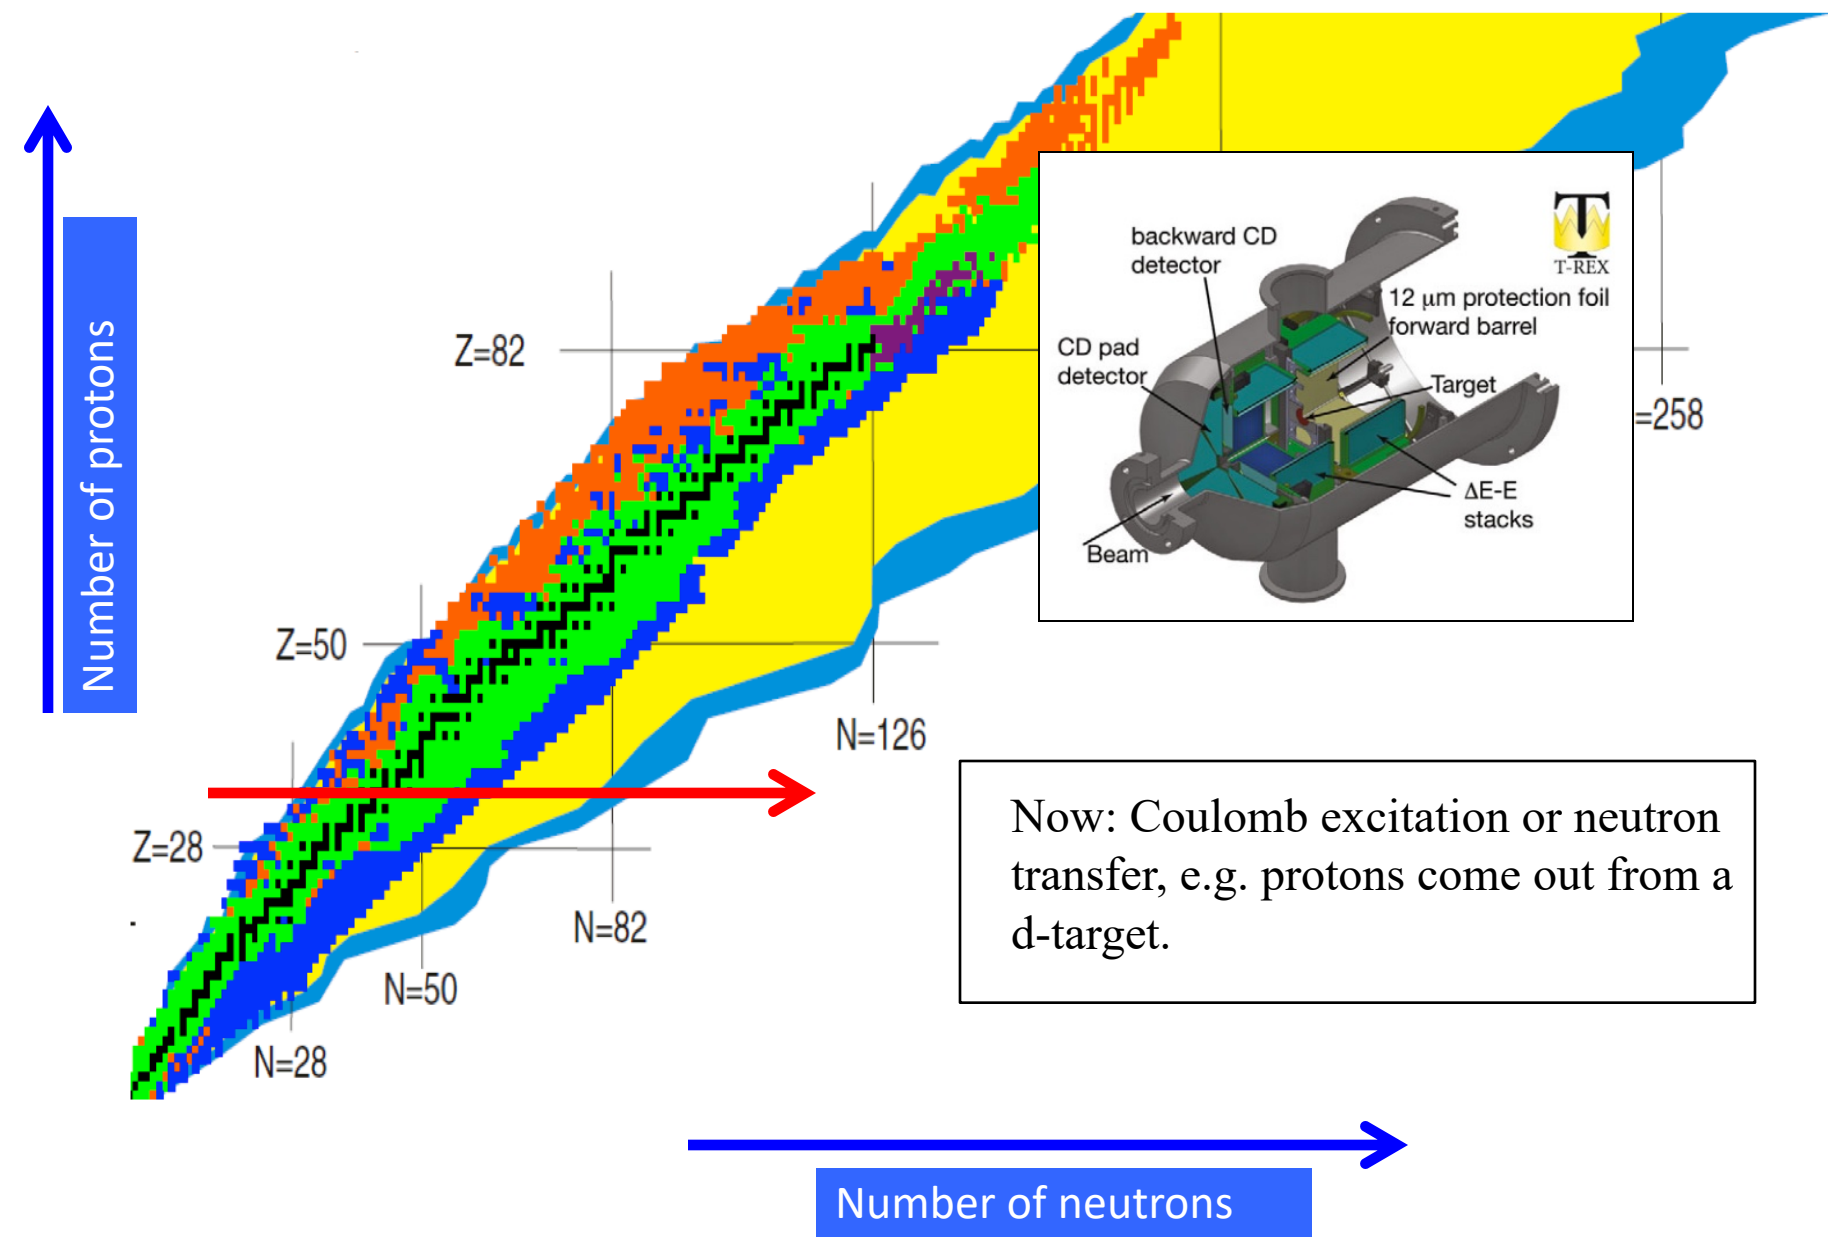 Number of protons
Z=82
Z=50
Z=28
N=28
N=50
N=82
N=126
=258
backward CD
detector
T
T-REX
12 μm protection foil
forward barrel
CD pad
detector
Target
ΔE-E
stacks
Beam
Now: Coulomb excitation or neutron
transfer, e.g. protons come out from a
d-target.
Number of neutrons